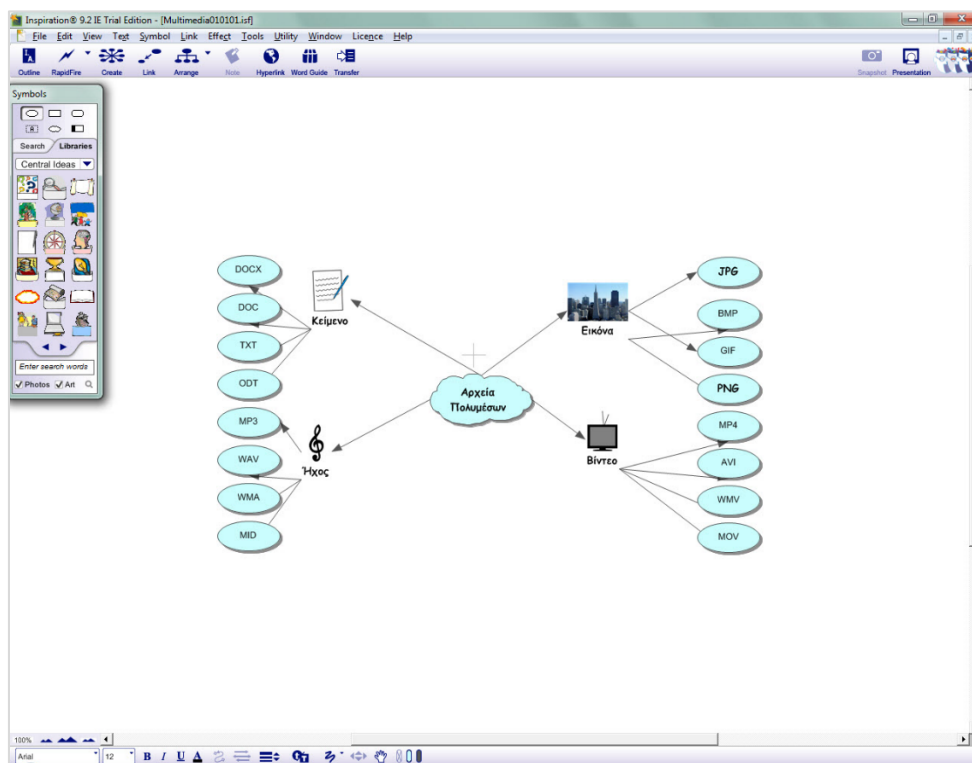 Inspiration® 9.2 IE Trial Edition - [Multimedia010101.isf]
File Edit View Text Symbol Link Effect Tools Utility Window Licence Help
Outline RapidFire Create Link Arrange Note Hyperlink Word Guide Transfer Snapshot Presentation
Symbols
Search Libraries
Central Ideas
Enter search words
Photos Art
DOCX
DOC
TXT
ODT
MP3
WAV
WMA
MID
Κείμενο
Ήχος
Αρχεία
Πολυμέσων
Εικόνα
Βίντεο
JPG
BMP
GIF
PNG
MP4
AVI
WMV
MOV
100%
Arial 12 B I U A